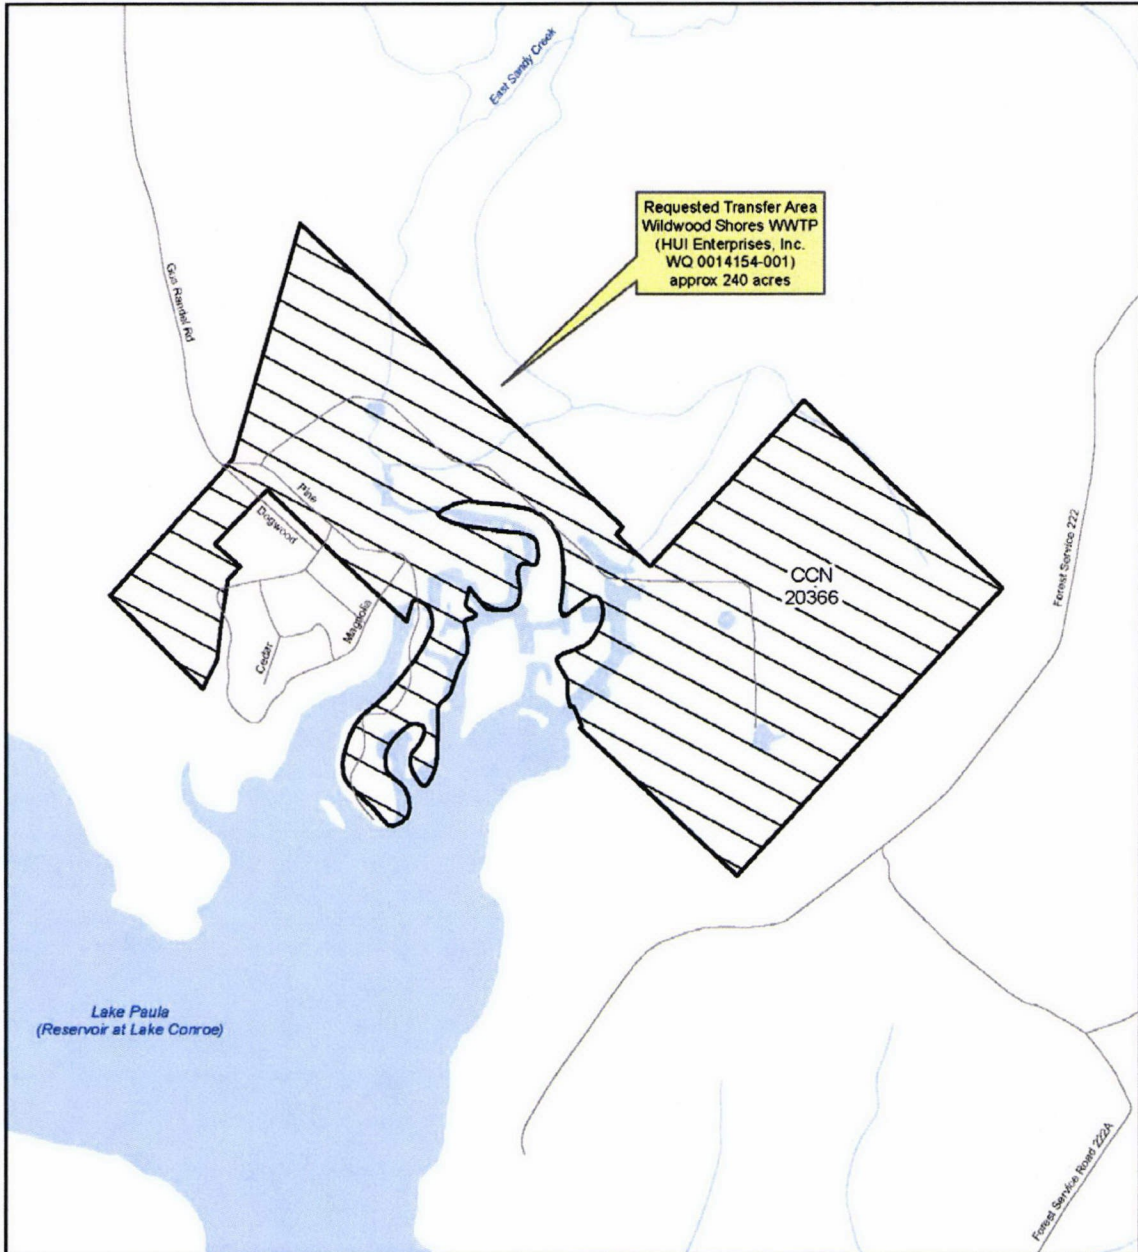 East Sandy Creek
Requested Transfer Area
Wildwood Shores WWTP
(HUI Enterprises, Inc.
WQ 0014154-001)
approx 240 acres
Gus Randel Rd
Pine
Dogwood
Magnolia
Cedar
CCN
20366
Forest Service 222
Lake Paula
(Reservoir at Lake Conroe)
Forest Service Road 222A